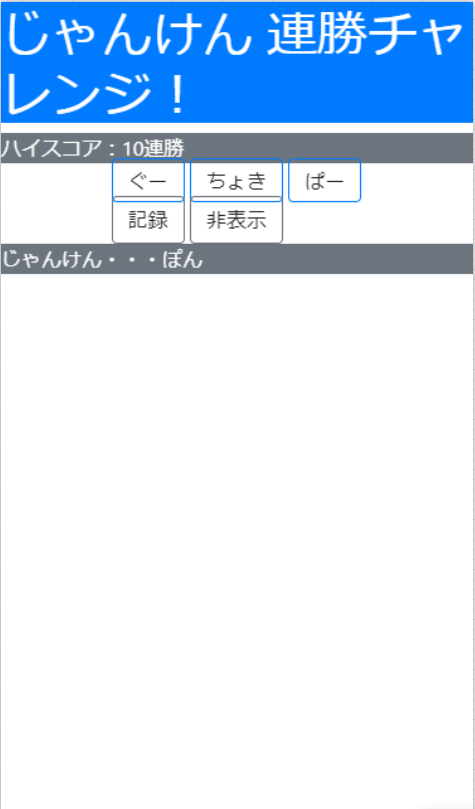 じゃんけん 連勝チャ
レンジ！
ハイスコア：10連勝
ぐー ちょき ぱー
記録 非表示
じゃんけん・・・ぽん